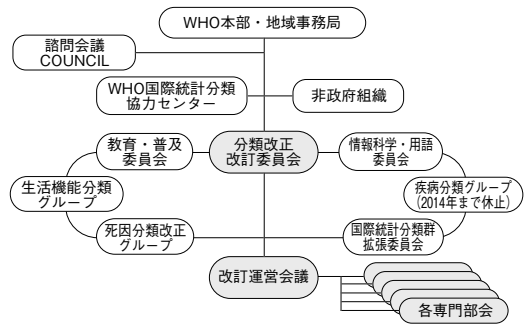 WHO本部・地域事務局
諮問会議
COUNCIL
WHO国際統計分類
協力センター
非政府組織
教育・普及
委員会
分類改正
改訂委員会
情報科学・用語
委員会
生活機能分類
グループ
疾病分類グループ
(2014年まで休止)
死因分類改正
グループ
国際統計分類群
拡張委員会
改訂運営会議
各専門部会